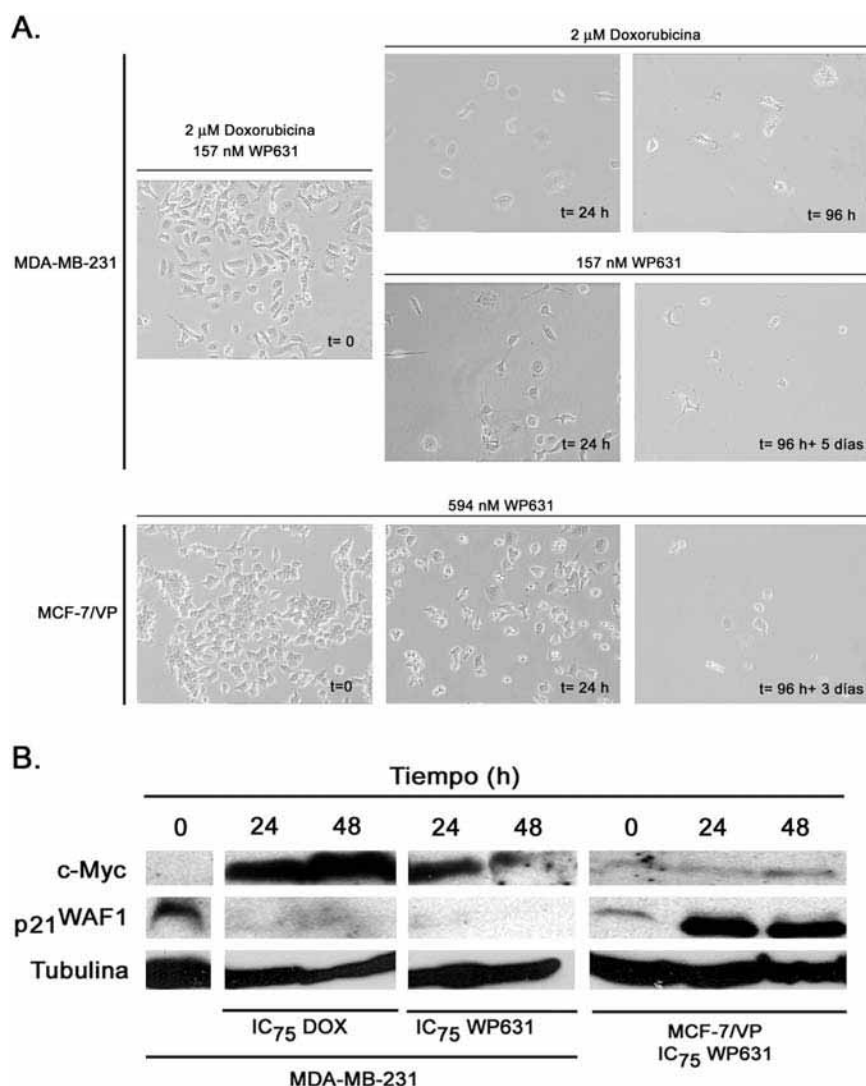 A.
2 µM Doxorubicina
2 µM Doxorubicina
157 nM WP631
t= 24 h
t= 96 h
MDA-MB-231
t= 0
157 nM WP631
t= 24 h
t= 96 h+ 5 días
594 nM WP631
MCF-7/VP
t=0
t= 24 h
t= 96 h+ 3 días
B.
Tiempo (h)
0 24 48 24 48 0 24 48
c-Myc
p21WAF1
Tubulina
IC75 DOX IC75 WP631 MCF-7/VP
IC75 WP631
MDA-MB-231